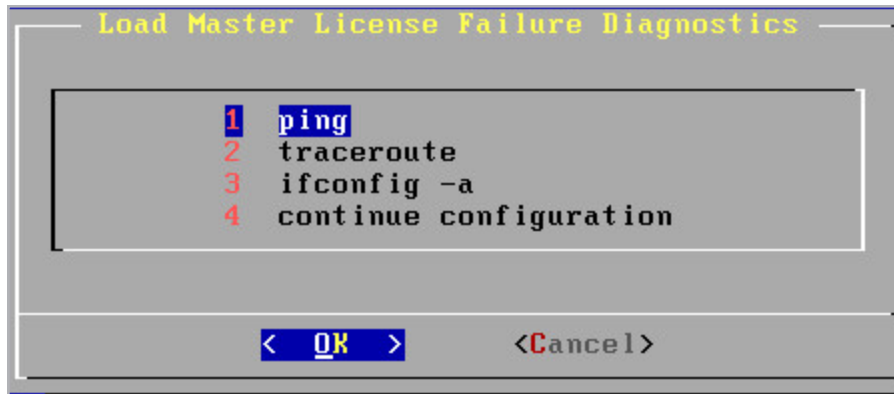 Load Master License Failure Diagnostics
1 ping
2 traceroute
3 ifconfig -a
4 continue configuration
< OK > <Cancel>